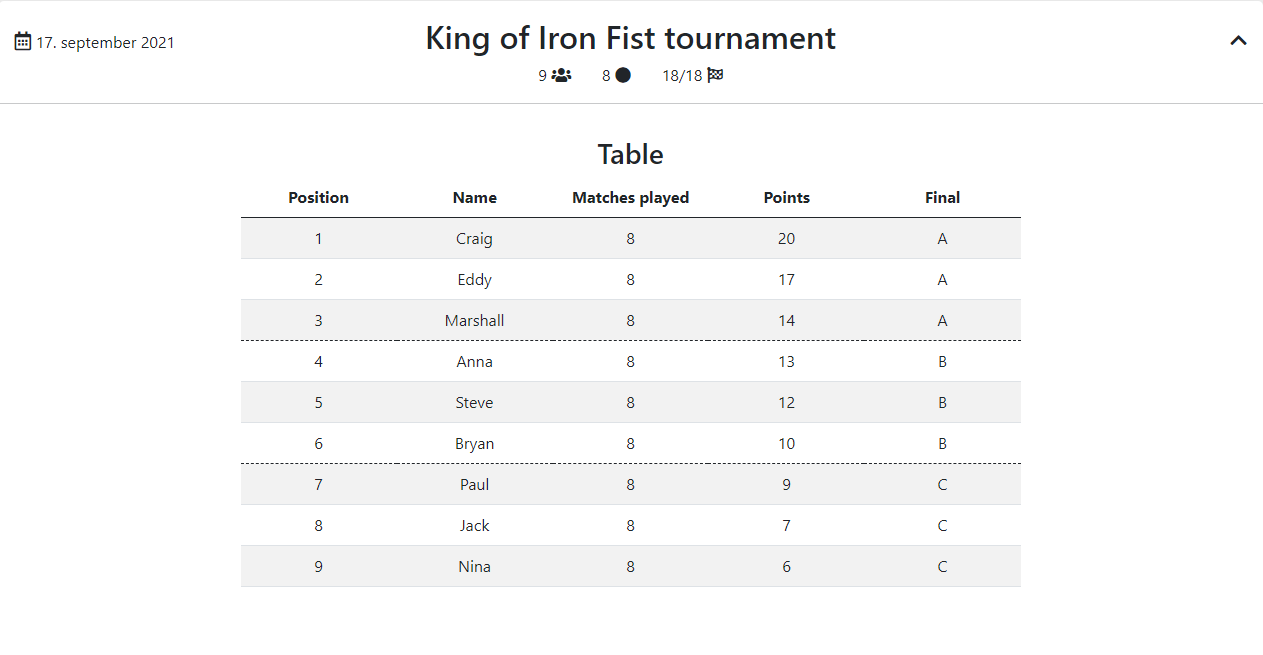 17. september 2021
King of Iron Fist tournament
9 8 18/18
Table
Position Name Matches played Points Final
1 Craig 8 20 A
2 Eddy 8 17 A
3 Marshall 8 14 A
4 Anna 8 13 B
5 Steve 8 12 B
6 Bryan 8 10 B
7 Paul 8 9 C
8 Jack 8 7 C
9 Nina 8 6 C